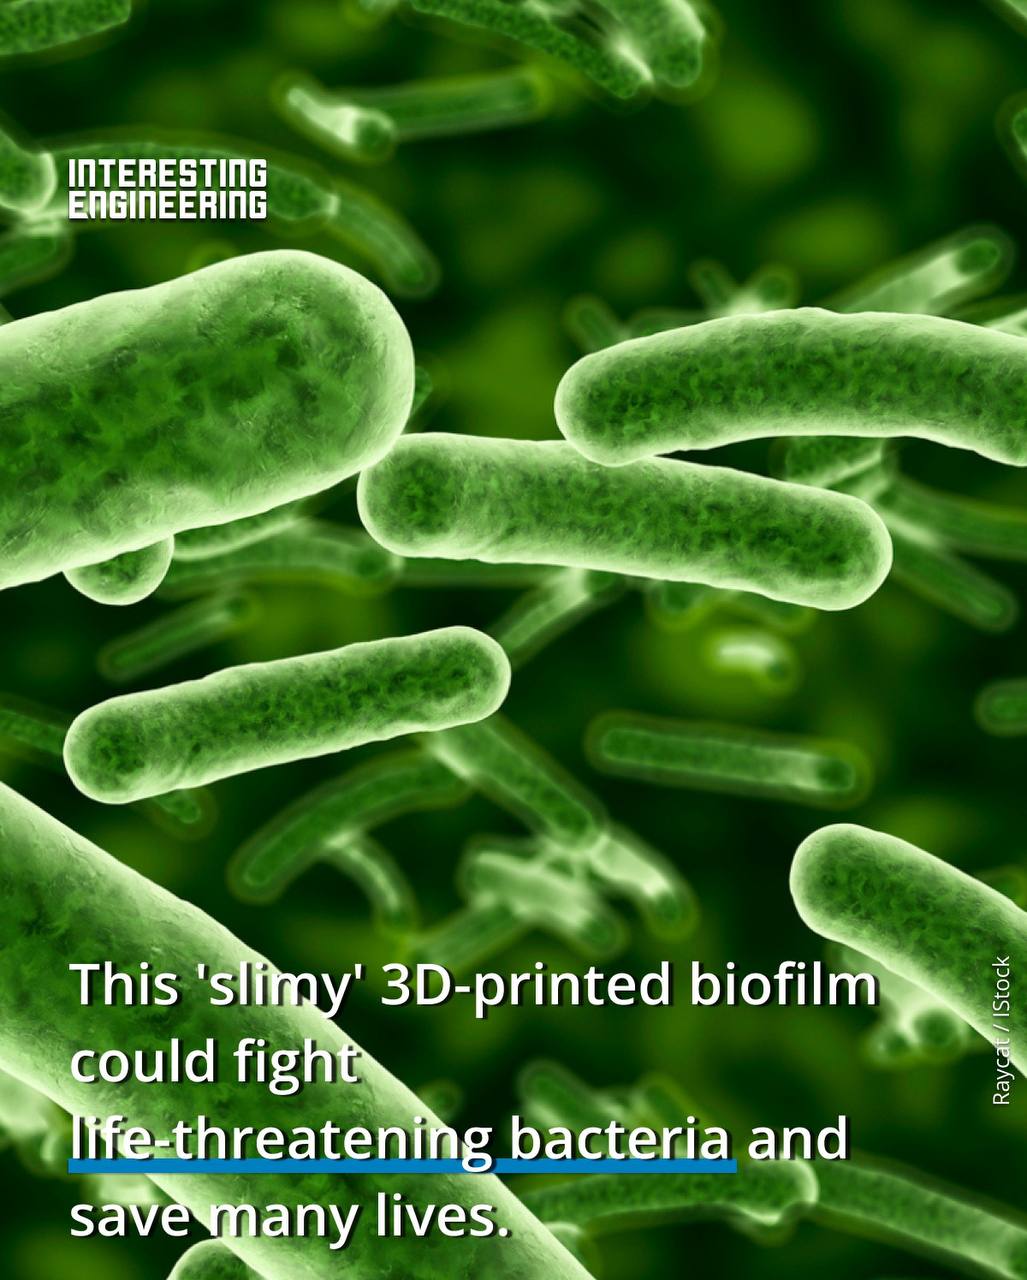 INTERESTING
ENGINEERING
This 'slimy' 3D-printed biofilm
could fight
life-threatening bacteria and
save many lives.
Raycat / IStock